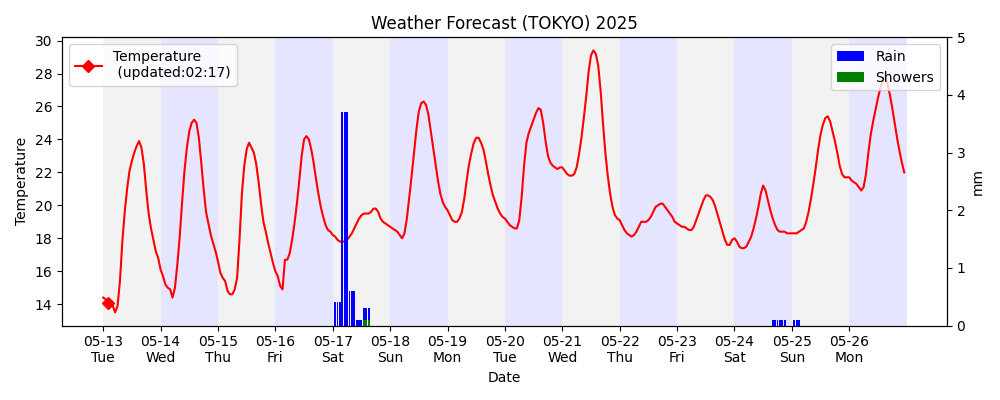 Weather Forecast (TOKYO) 2025
Temperature
(updated:02:17)
Rain
Showers
Temperature
30
28
26
24
22
20
18
16
14
mm
5
4
3
2
1
0
05-13 05-14 05-15 05-16 05-17 05-18 05-19 05-20 05-21 05-22 05-23 05-24 05-25 05-26
Tue Wed Thu Fri Sat Sun Mon Tue Wed Thu Fri Sat Sun Mon
Date